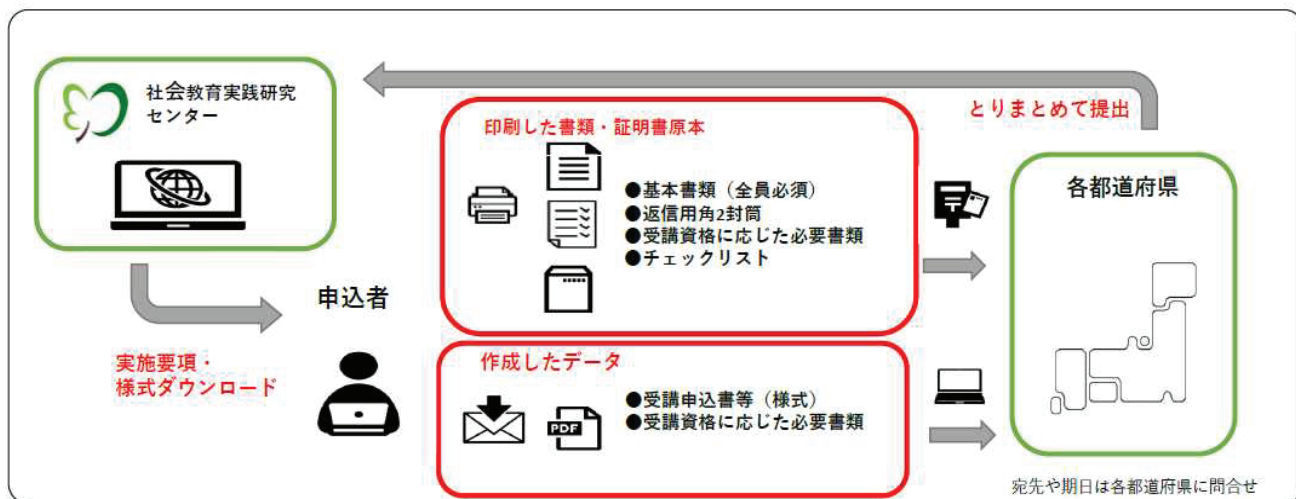 社会教育実践研究
センター
実施要項・
様式ダウンロード
申込者
印刷した書類・証明書原本
●基本書類（全員必須）
●返信用角2封筒
●受講資格に応じた必要書類
●チェックリスト
作成したデータ
PDF
●受講申込書等（様式）
●受講資格に応じた必要書類
とりまとめて提出
〒
各都道府県
宛先や期日は各都道府県に問合せ